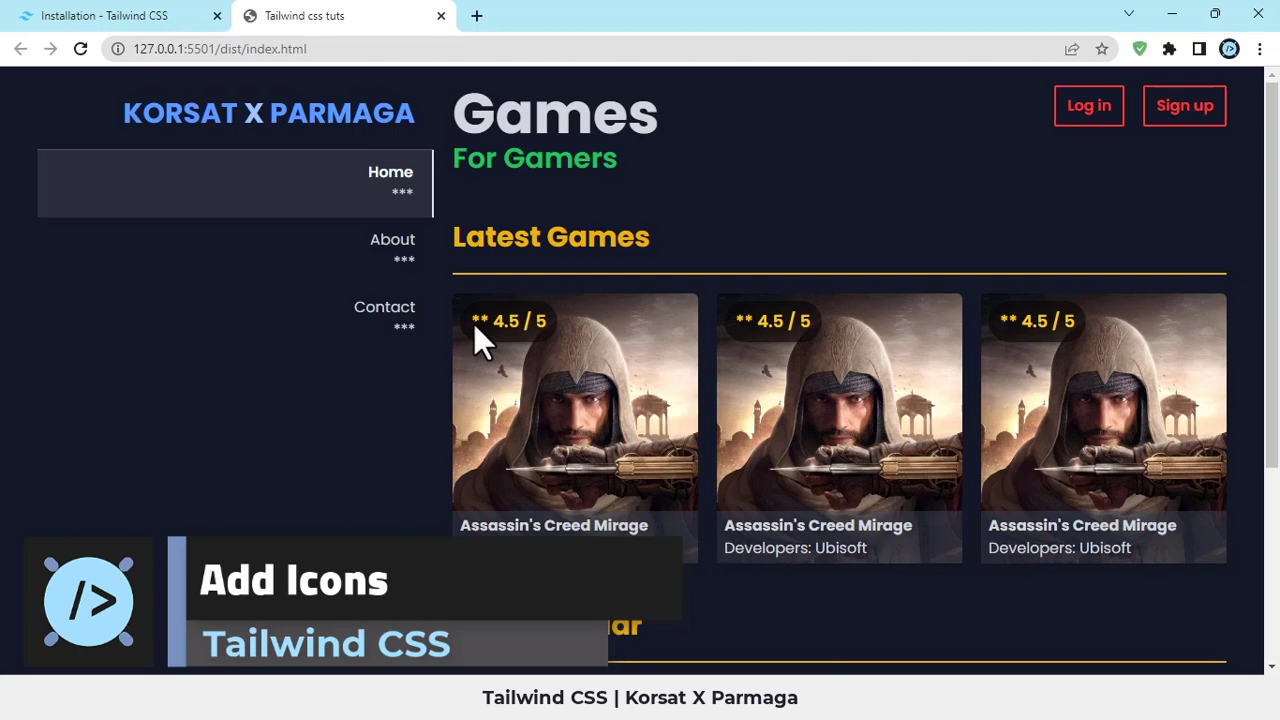 Installation - Tailwind CSS
Tailwind css tuts
127.0.0.1:5501/dist/index.html
KORSAT X PARMAGA
Home
***
About
***
Contact
***
Games
For Gamers
Log in
Sign up
Latest Games
** 4.5 / 5
** 4.5 / 5
** 4.5 / 5
Assassin's Creed Mirage
Assassin's Creed Mirage
Developers: Ubisoft
Assassin's Creed Mirage
Developers: Ubisoft
/>
Add Icons
Tailwind CSS
Tailwind CSS | Korsat X Parmaga